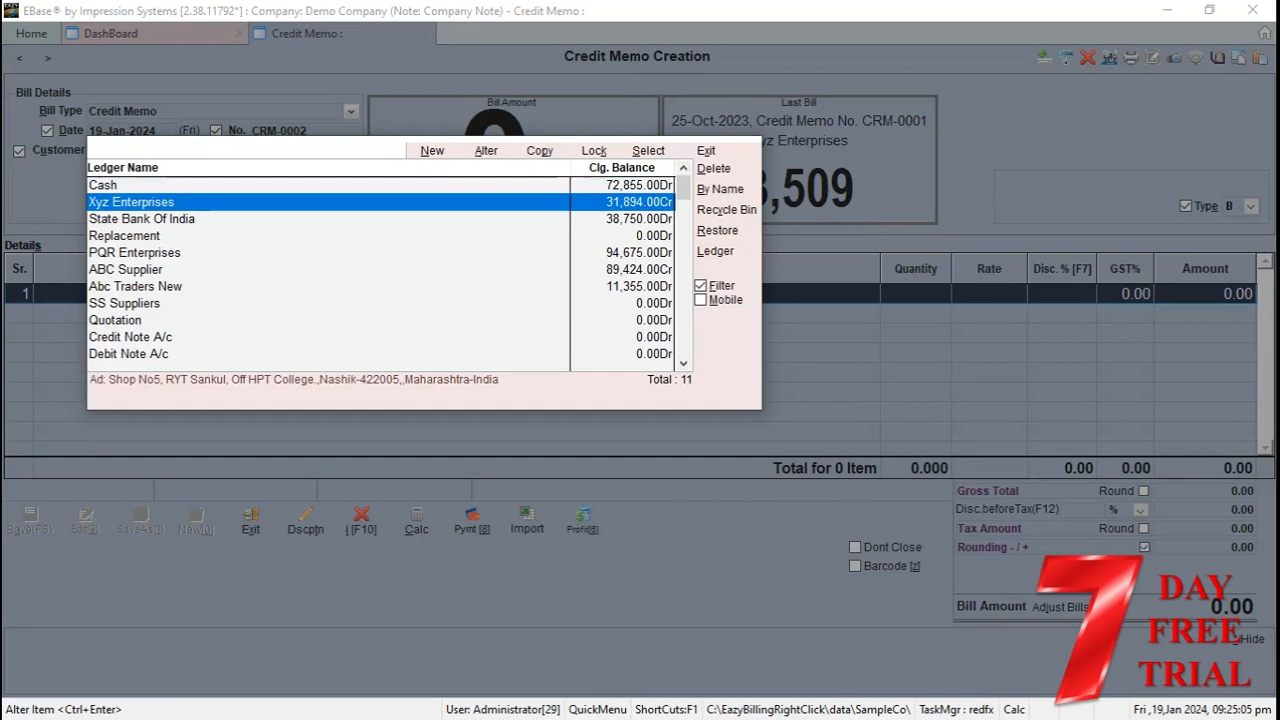 EBase® by Impression Systems [2.38.11792*] : Company: Demo Company (Note: Company Note) - Credit Memo :
Home DashBoard × Credit Memo :
< > Credit Memo Creation
Bill Details
Bill Type Credit Memo
Date 19-Jan-2024 (Fri) No. CRM-0002
Customer
Bill Amount
Last Bill
25-Oct-2023, Credit Memo No. CRM-0001
yz Enterprises
,509
Type B
New Alter Copy Lock Select Exit
Ledger Name Clg. Balance
Cash 72,855.00Dr
Xyz Enterprises 31,894.00Cr
State Bank Of India 38,750.00Dr
Replacement 0.00Dr
PQR Enterprises 94,675.00Dr
ABC Supplier 89,424.00Cr
Abc Traders New 11,355.00Dr
SS Suppliers 0.00Dr
Quotation 0.00Dr
Credit Note A/c 0.00Dr
Debit Note A/c 0.00Dr
Ad: Shop No5, RYT Sankul, Off HPT College.,Nashik-422005,,Maharashtra-India Total : 11
Delete
By Name
Recycle Bin
Restore
Ledger
Filter
Mobile
Details
Sr. Quantity Rate Disc. % [F7] GST% Amount
1 0.00 0.00
Total for 0 Item 0.000 0.00 0.00 0.00
Save(F5) Edit[E] SaveAs(I) New[J] Exit Dscptn i [F10] Calc Pymt [8] Import Profit[6]
Dont Close
Barcode [z]
Gross Total Round 0.00
Disc.beforeTax(F12) % 0.00
Tax Amount Round 0.00
Rounding - / + 0.00
Bill Amount Adjust Bills 0.00
Hide
7 DAY
FREE
TRIAL
Alter Item <Ctrl+Enter> User: Administrator[29] QuickMenu ShortCuts:F1 C:\EazyBillingRightClick\data\SampleCo\ TaskMgr : redfx Calc Fri ,19,Jan 2024, 09:25:05 pm